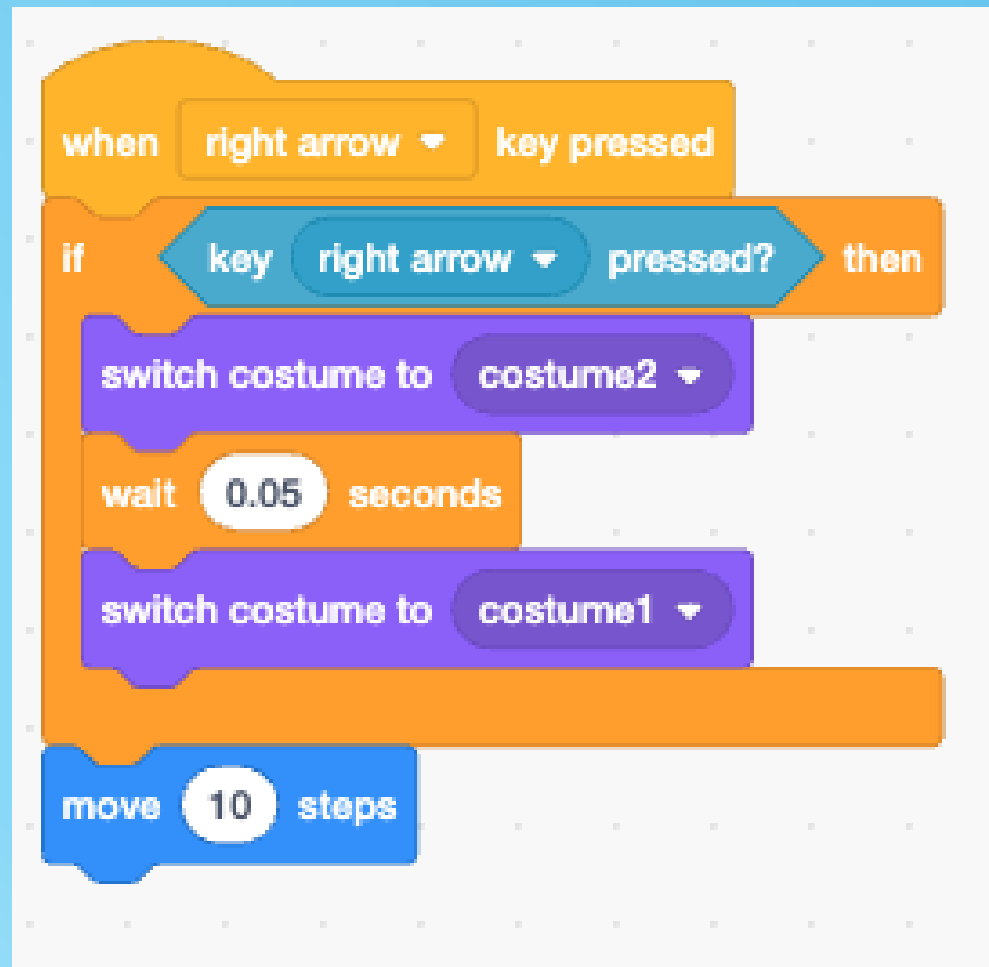 when right arrow key pressed
if key right arrow pressed? then
switch costume to costume2
wait 0.05 seconds
switch costume to costume1
move 10 steps